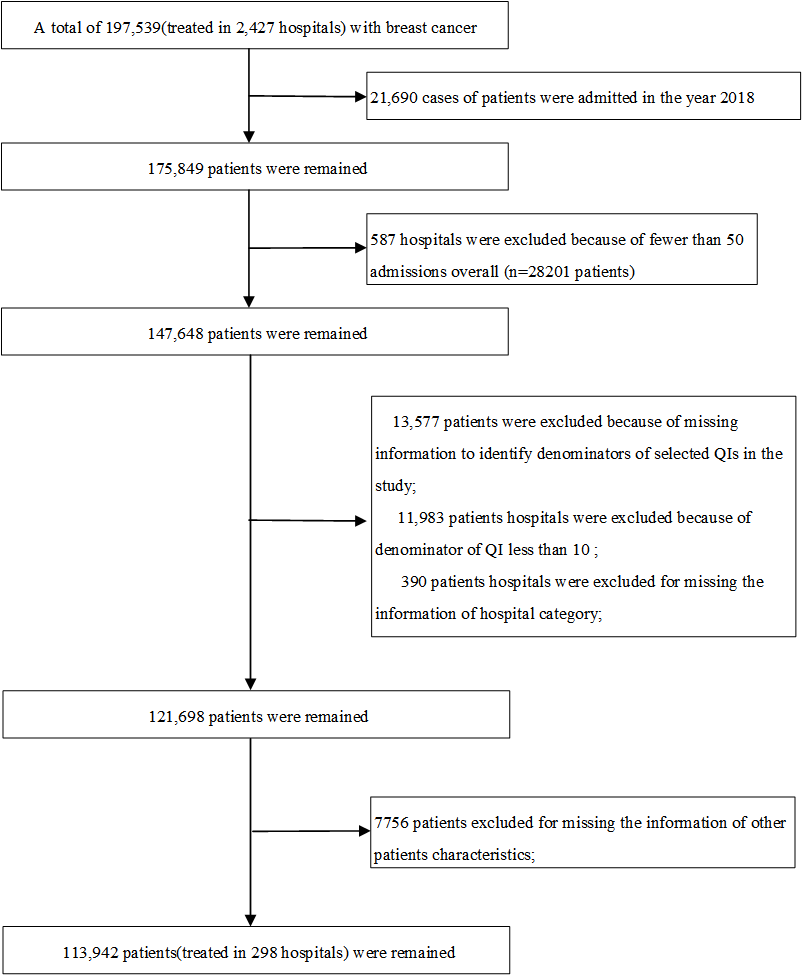 A total of 197,539(treated in 2,427 hospitals) with breast cancer
21,690 cases of patients were admitted in the year 2018
175,849 patients were remained
587 hospitals were excluded because of fewer than 50
admissions overall (n=28201 patients)
147,648 patients were remained
13,577 patients were excluded because of missing
information to identify denominators of selected QIs in the
study;
11,983 patients hospitals were excluded because of
denominator of QI less than 10 ;
390 patients hospitals were excluded for missing the
information of hospital category;
121,698 patients were remained
7756 patients excluded for missing the information of other
patients characteristics;
113,942 patients(treated in 298 hospitals) were remained